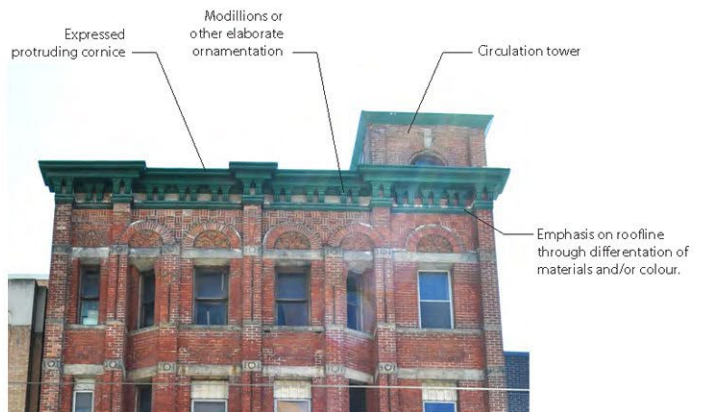 Expressed
protruding cornice
Modillions or
other elaborate
ornamentation
Circulation tower
Emphasis on roofline
through differentation of
materials and/or colour.